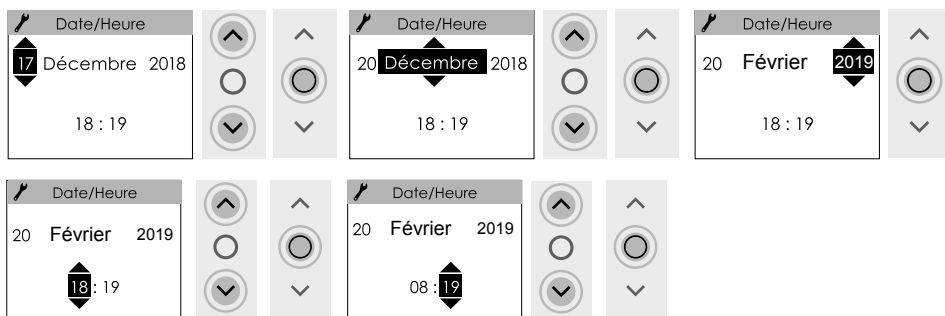 Date/Heure
17 Décembre 2018
18 : 19
Date/Heure
20 Décembre 2018
18 : 19
Date/Heure
20 Février 2019
18 : 19
Date/Heure
20 Février 2019
18 : 19
Date/Heure
20 Février 2019
08 : 19